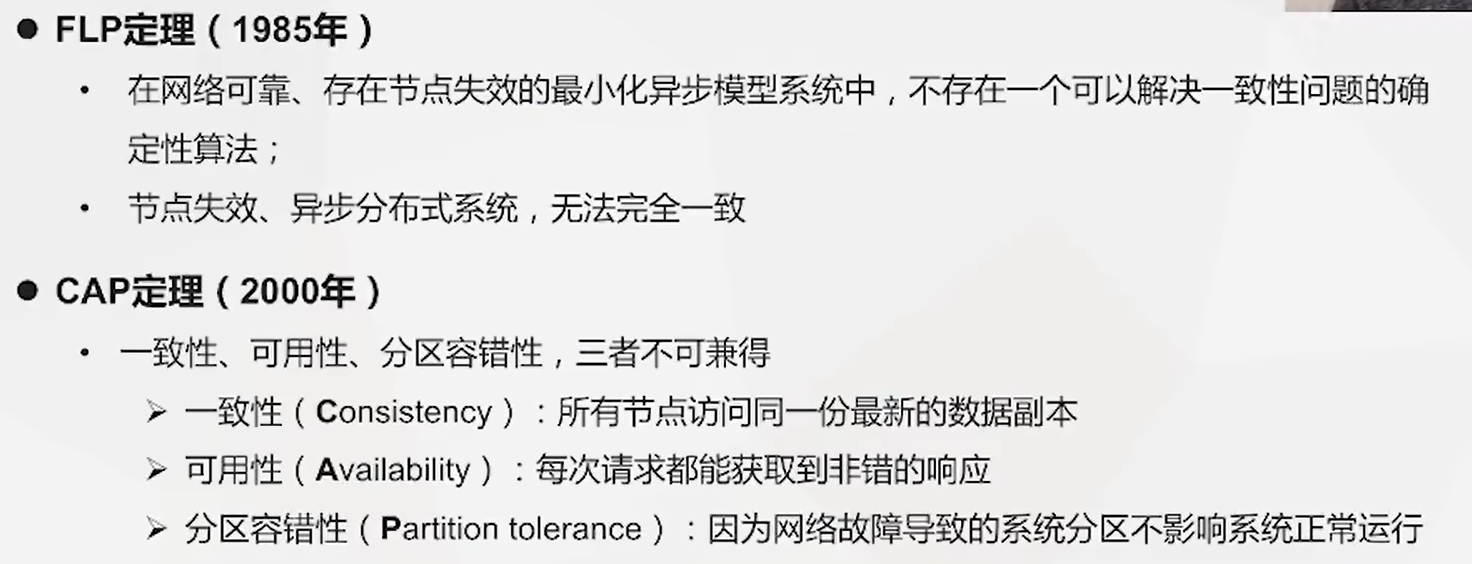 ● FLP定理（1985年）
• 在网络可靠、存在节点失效的最小化异步模型系统中，不存在一个可以解决一致性问题的确
定性算法；
• 节点失效、异步分布式系统，无法完全一致
● CAP定理（2000年）
• 一致性、可用性、分区容错性，三者不可兼得
➢ 一致性（Consistency）：所有节点访问同一份最新的数据副本
➢ 可用性（Availability）：每次请求都能获取到非错的响应
➢ 分区容错性（Partition tolerance）：因为网络故障导致的系统分区不影响系统正常运行